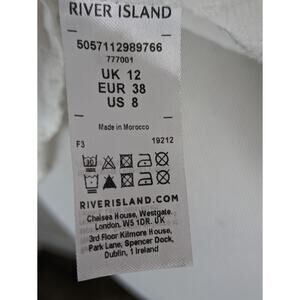 RIVER ISLAND
5057112989766
777001
UK 12
EUR 38
US 8
Made in Morocco
F3 19212
RIVERISLAND.COM
Chelsea House, Westgate,
London, W5 1DR. UK
3rd Floor Kilmore House,
Park Lane, Spencer Dock,
Dublin, 1 Ireland